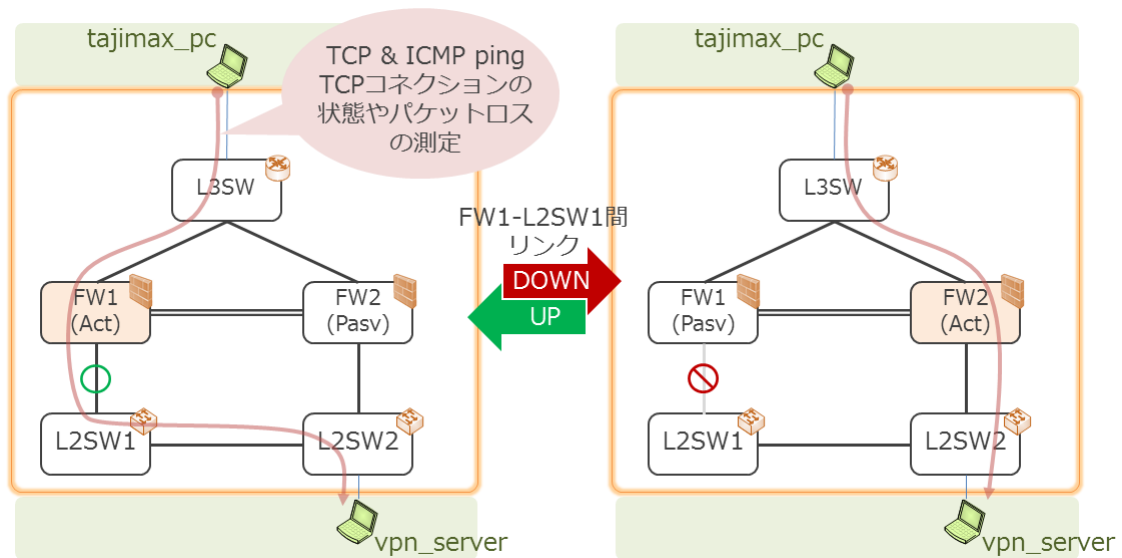 tajimax_pc
TCP & ICMP ping
TCPコネクションの
状態やパケットロス
の測定
L3SW
FW1
(Act)
FW2
(Pasv)
L2SW1
L2SW2
vpn_server
FW1-L2SW1間
リンク
DOWN
UP
tajimax_pc
L3SW
FW1
(Pasv)
FW2
(Act)
L2SW1
L2SW2
vpn_server